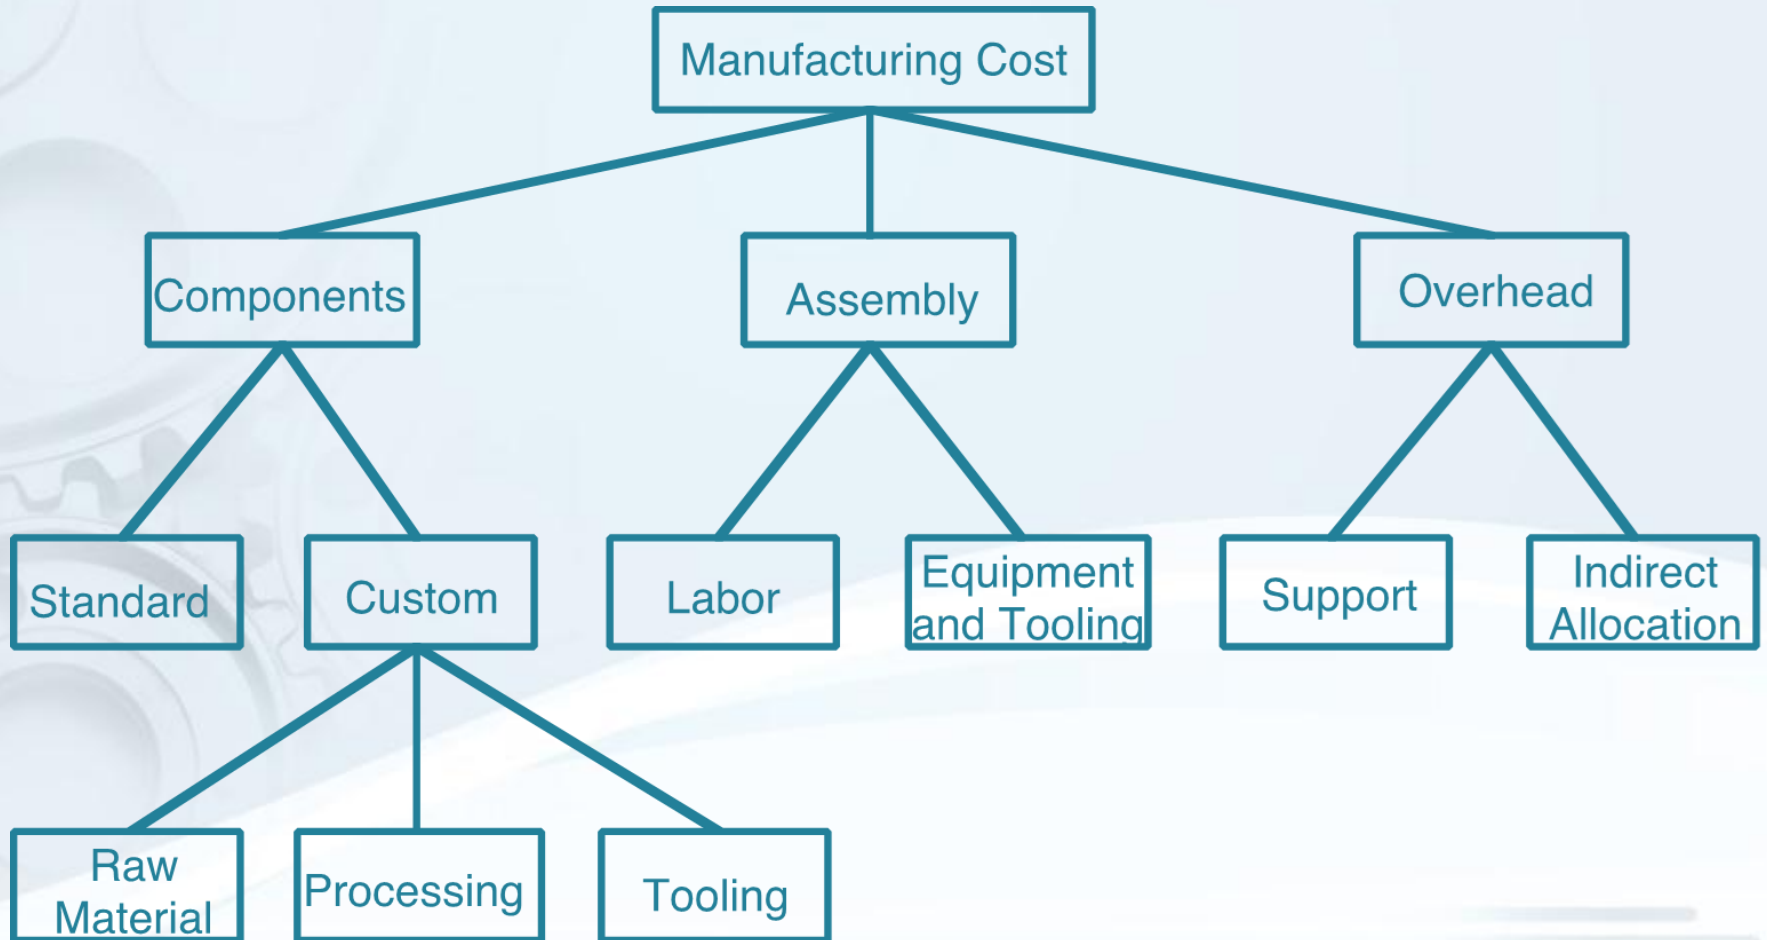 Manufacturing Cost
Components
Assembly
Overhead
Standard
Custom
Labor
Equipment
and Tooling
Support
Indirect
Allocation
Raw
Material
Processing
Tooling